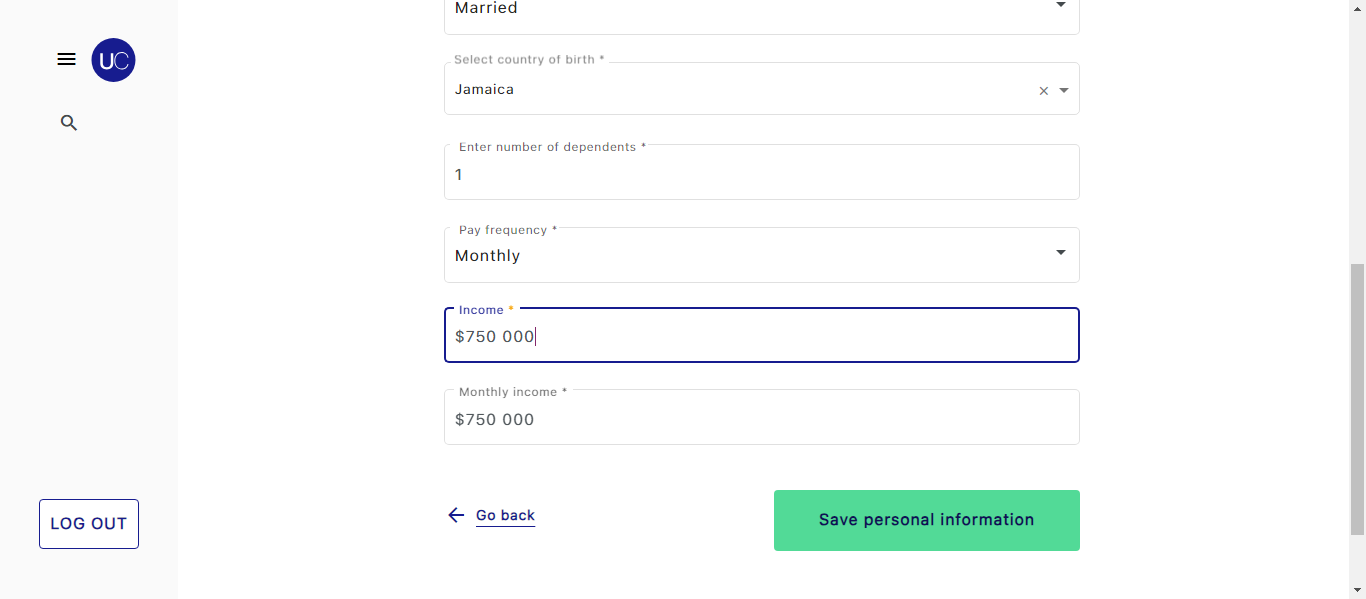 Married
UC
Select country of birth *
Jamaica
Enter number of dependents *
1
Pay frequency *
Monthly
Income *
$750 000
Monthly income *
$750 000
Go back
Save personal information
LOG OUT